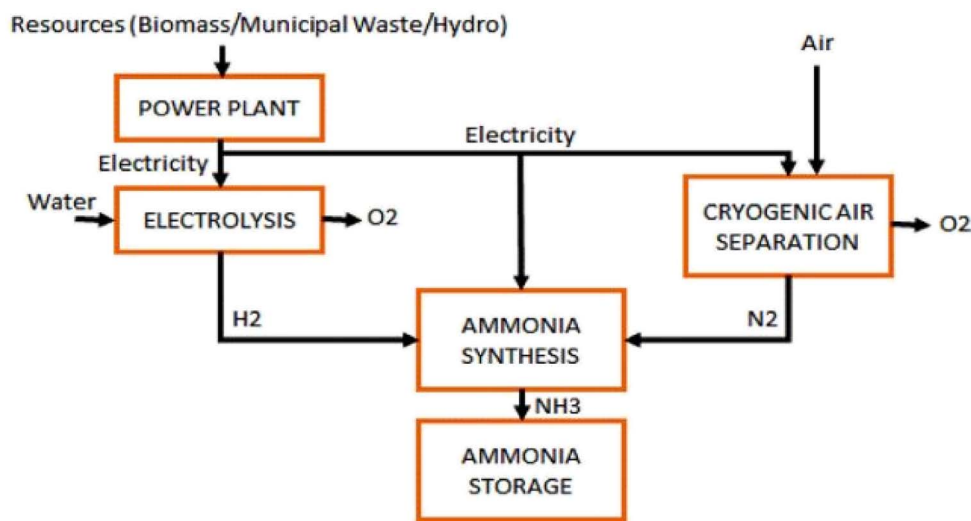 Resources (Biomass/Municipal Waste/Hydro)
Air
POWER PLANT
Electricity
Electricity
Water
ELECTROLYSIS
O2
CRYOGENIC AIR
SEPARATION
O2
H2
N2
AMMONIA
SYNTHESIS
NH3
AMMONIA
STORAGE